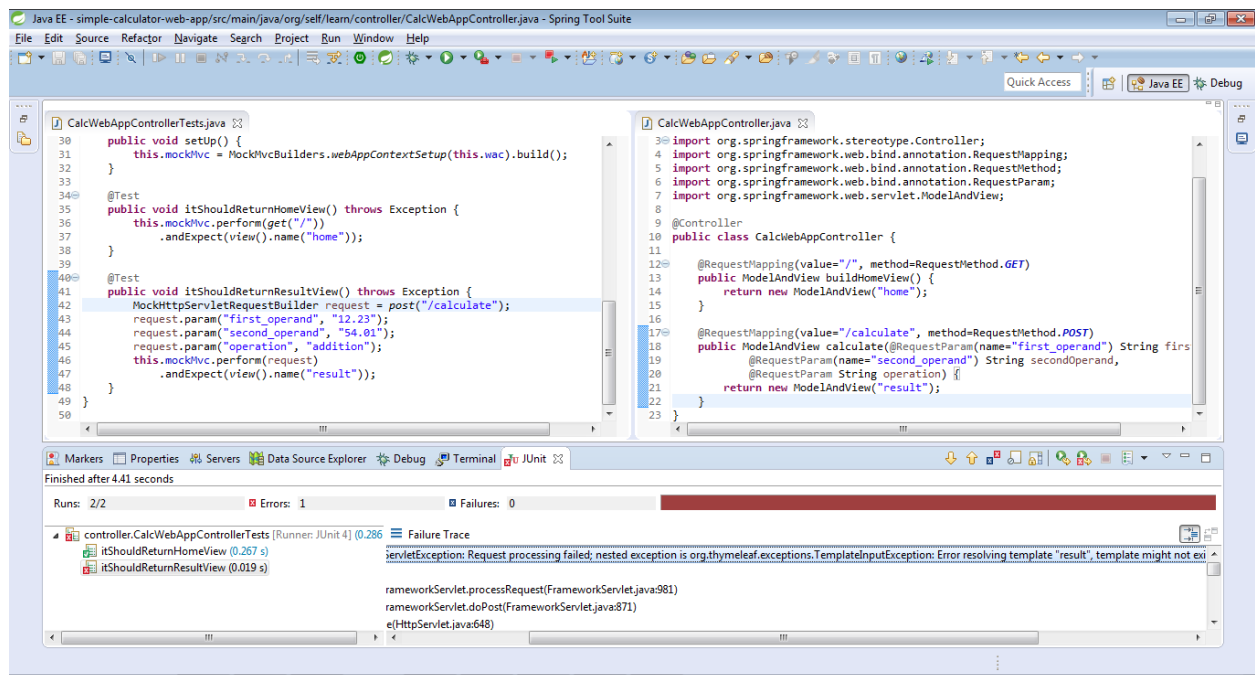 Java EE - simple-calculator-web-app/src/main/java/org/self/learn/controller/CalcWebAppController.java - Spring Tool Suite
File Edit Source Refactor Navigate Search Project Run Window Help
Quick Access Java EE Debug
CalcWebAppControllerTests.java
30 public void setUp() {
31 this.mockMvc = MockMvcBuilders.webAppContextSetup(this.wac).build();
32 }
33
34 @Test
35 public void itShouldReturnHomeView() throws Exception {
36 this.mockMvc.perform(get("/"))
37 .andExpect(view().name("home"));
38 }
39
40 @Test
41 public void itShouldReturnResultView() throws Exception {
42 MockHttpServletRequestBuilder request = post("/calculate");
43 request.param("first_operand", "12.23");
44 request.param("second_operand", "54.01");
45 request.param("operation", "addition");
46 this.mockMvc.perform(request)
47 .andExpect(view().name("result"));
48 }
49 }
50
CalcWebAppController.java
3 import org.springframework.stereotype.Controller;
4 import org.springframework.web.bind.annotation.RequestMapping;
5 import org.springframework.web.bind.annotation.RequestMethod;
6 import org.springframework.web.bind.annotation.RequestParam;
7 import org.springframework.web.servlet.ModelAndView;
8
9 @Controller
10 public class CalcWebAppController {
11
12 @RequestMapping(value="/", method=RequestMethod.GET)
13 public ModelAndView buildHomeView() {
14 return new ModelAndView("home");
15 }
16
17 @RequestMapping(value="/calculate", method=RequestMethod.POST)
18 public ModelAndView calculate(@RequestParam(name="first_operand") String firs
19 @RequestParam(name="second_operand") String secondOperand,
20 @RequestParam String operation) {
21 return new ModelAndView("result");
22 }
23 }
Markers Properties Servers Data Source Explorer Debug Terminal JUnit
Finished after 4.41 seconds
Runs: 2/2 Errors: 1 Failures: 0
controller.CalcWebAppControllerTests [Runner: JUnit 4] (0.286
itShouldReturnHomeView (0.267 s)
itShouldReturnResultView (0.019 s)
Failure Trace
ServletException: Request processing failed; nested exception is org.thymeleaf.exceptions.TemplateInputException: Error resolving template "result", template might not exi
rameworkServlet.processRequest(FrameworkServlet.java:981)
rameworkServlet.doPost(FrameworkServlet.java:871)
e(HttpServlet.java:648)